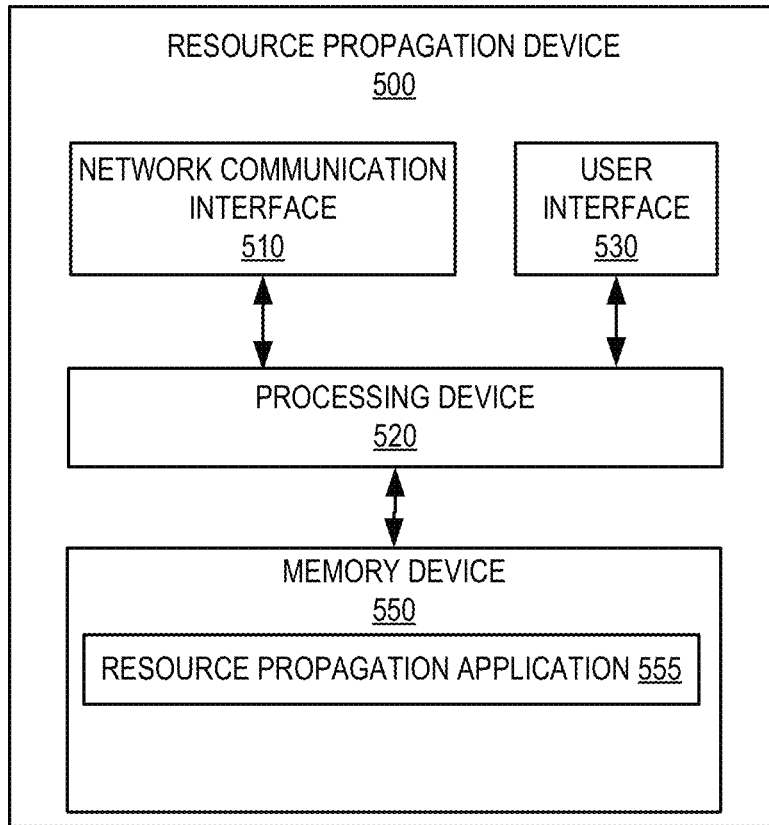 RESOURCE PROPAGATION DEVICE
500
NETWORK COMMUNICATION
INTERFACE
510
USER
INTERFACE
530
PROCESSING DEVICE
520
MEMORY DEVICE
550
RESOURCE PROPAGATION APPLICATION 555